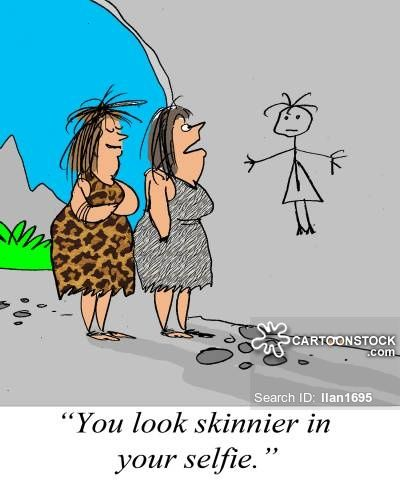 CARTOONSTOCK
.com
Search ID: llan1695
“You look skinnier in
your selfie.”